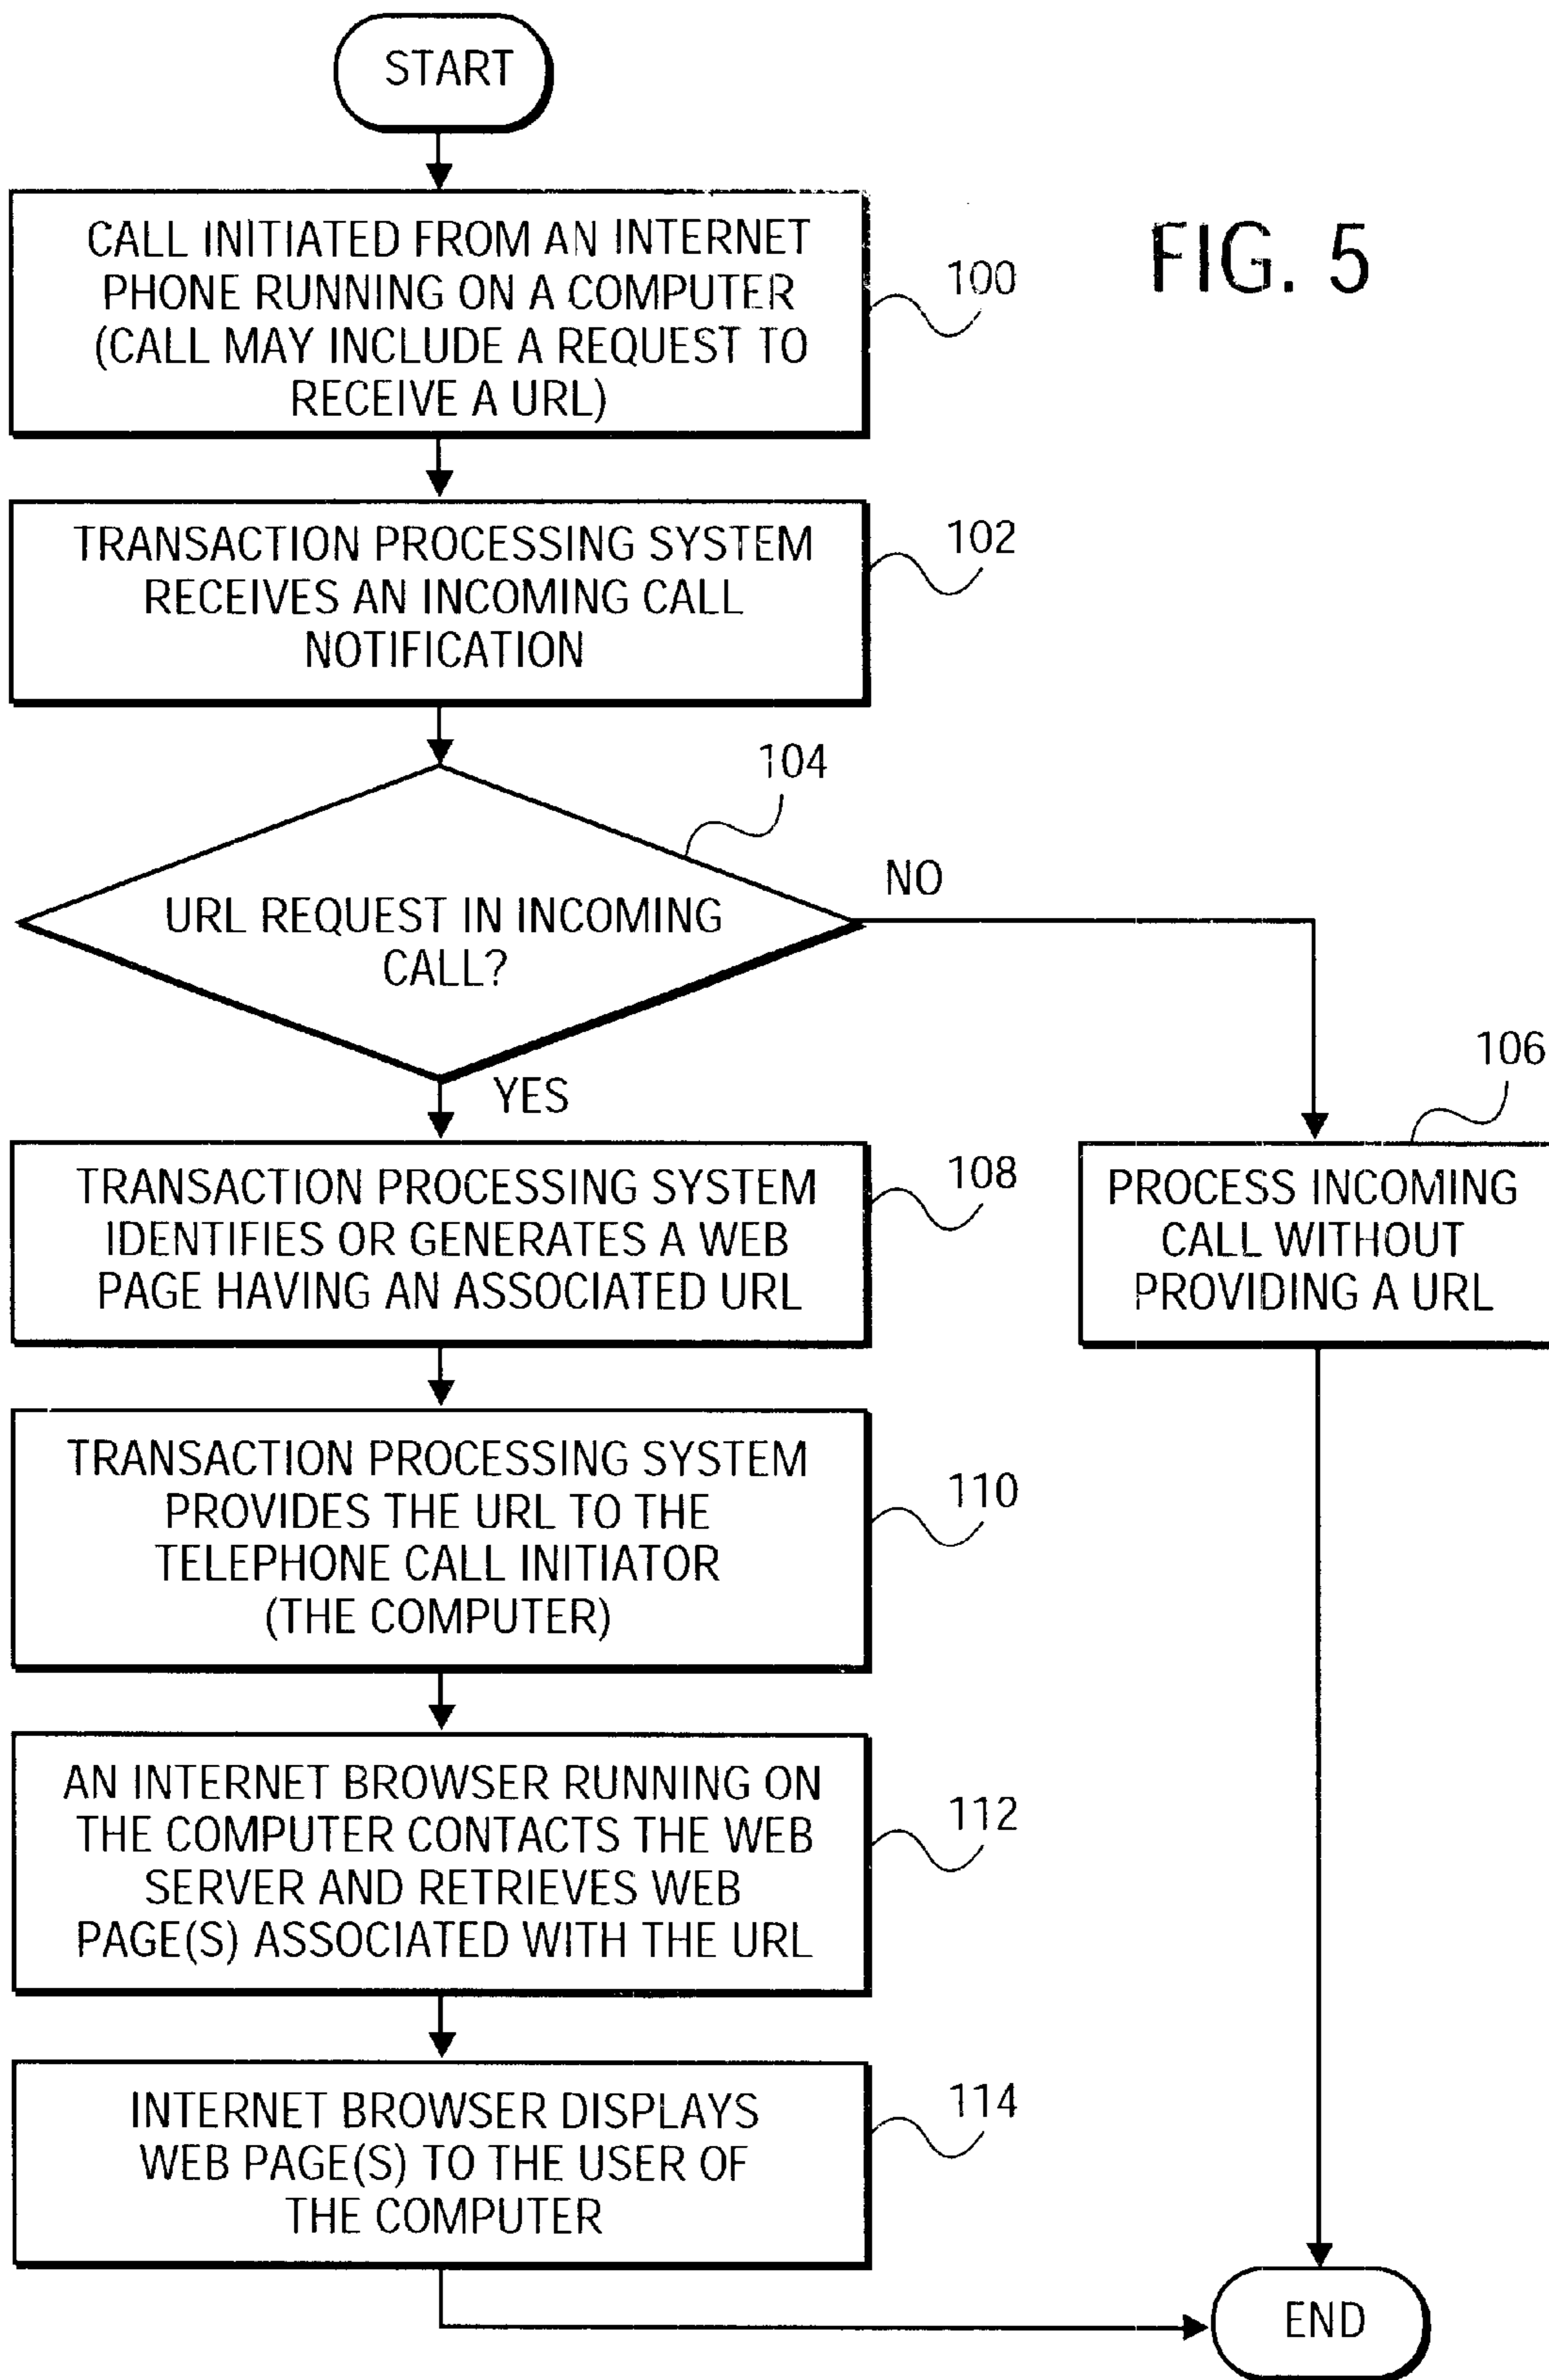 START
CALL INITIATED FROM AN INTERNET
PHONE RUNNING ON A COMPUTER
(CALL MAY INCLUDE A REQUEST TO
RECEIVE A URL)
100
FIG. 5
TRANSACTION PROCESSING SYSTEM
RECEIVES AN INCOMING CALL
NOTIFICATION
102
104
URL REQUEST IN INCOMING
CALL?
NO
YES
106
PROCESS INCOMING
CALL WITHOUT
PROVIDING A URL
TRANSACTION PROCESSING SYSTEM
IDENTIFIES OR GENERATES A WEB
PAGE HAVING AN ASSOCIATED URL
108
TRANSACTION PROCESSING SYSTEM
PROVIDES THE URL TO THE
TELEPHONE CALL INITIATOR
(THE COMPUTER)
110
AN INTERNET BROWSER RUNNING ON
THE COMPUTER CONTACTS THE WEB
SERVER AND RETRIEVES WEB
PAGE(S) ASSOCIATED WITH THE URL
112
INTERNET BROWSER DISPLAYS
WEB PAGE(S) TO THE USER OF
THE COMPUTER
114
END